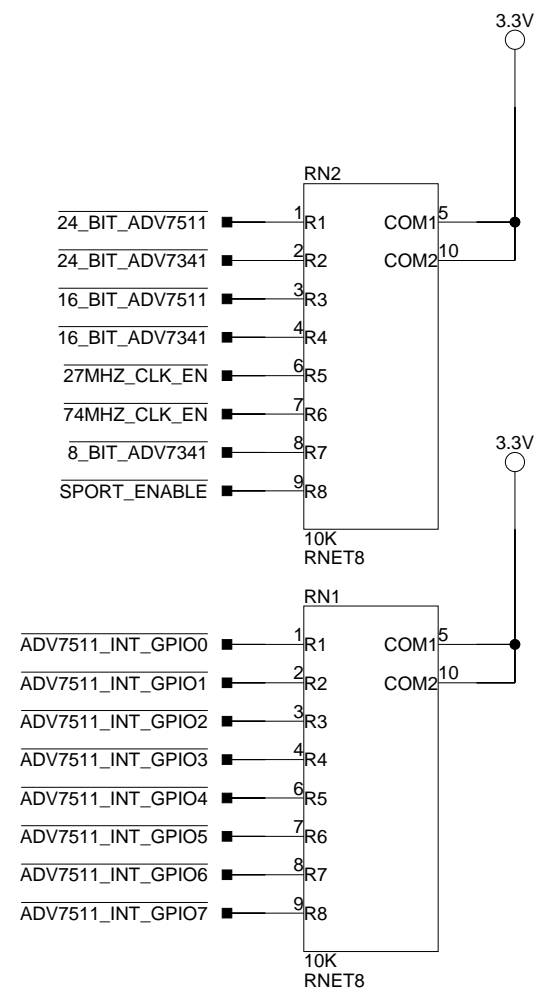 3.3V
RN2
24_BIT_ADV7511 1 R1 COM1 5
24_BIT_ADV7341 2 R2 COM2 10
16_BIT_ADV7511 3 R3
16_BIT_ADV7341 4 R4
27MHZ_CLK_EN 6 R5
74MHZ_CLK_EN 7 R6
8_BIT_ADV7341 8 R7
SPORT_ENABLE 9 R8
10K
RNET8
3.3V
RN1
ADV7511_INT_GPIO0 1 R1 COM1 5
ADV7511_INT_GPIO1 2 R2 COM2 10
ADV7511_INT_GPIO2 3 R3
ADV7511_INT_GPIO3 4 R4
ADV7511_INT_GPIO4 6 R5
ADV7511_INT_GPIO5 7 R6
ADV7511_INT_GPIO6 8 R7
ADV7511_INT_GPIO7 9 R8
10K
RNET8